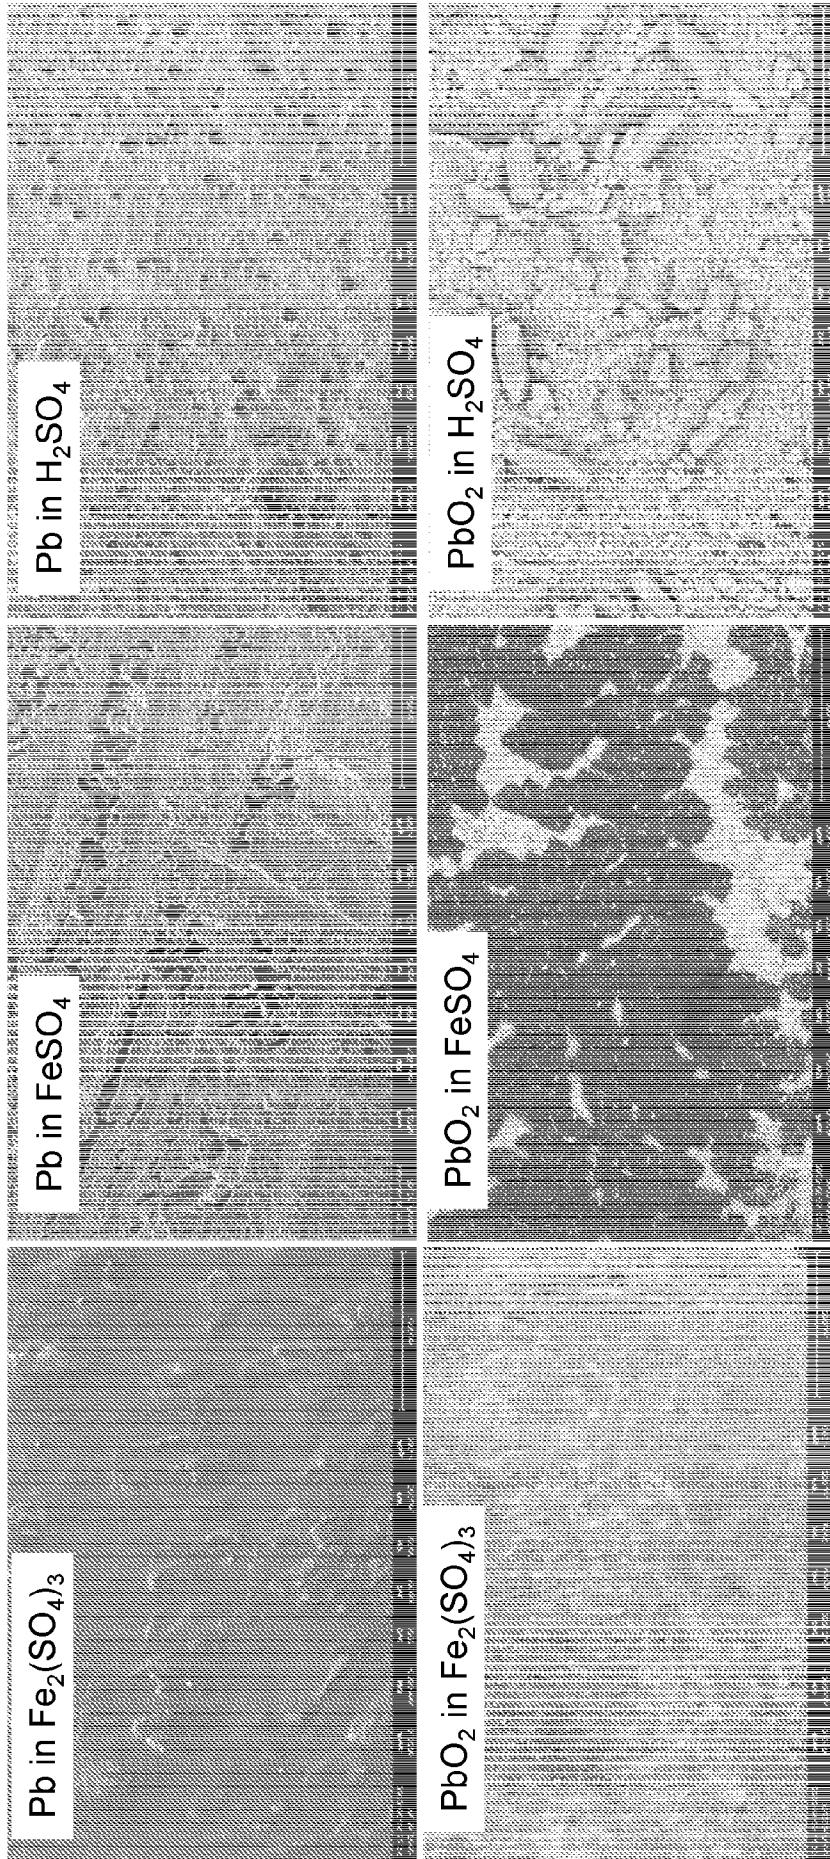 Pb in Fe₂(SO₄)₃
Pb in FeSO₄
Pb in H₂SO₄
PbO₂ in Fe₂(SO₄)₃
PbO₂ in FeSO₄
PbO₂ in H₂SO₄